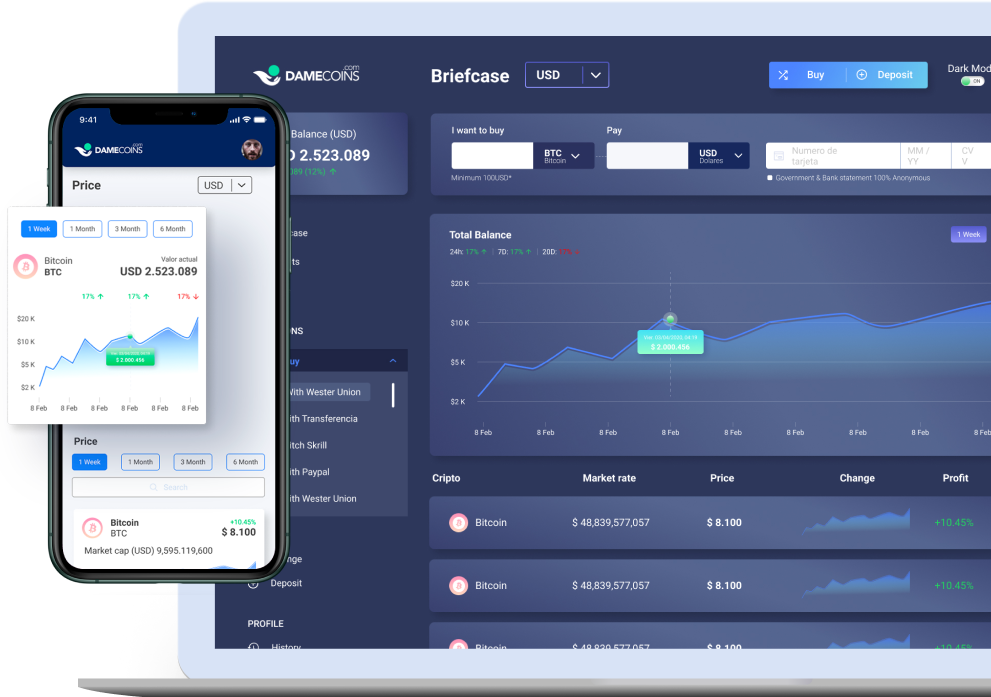 9:41
DAMECOINS
.com
Price
USD
1 Week
1 Month
3 Month
6 Month
Bitcoin
BTC
Valor actual
USD 2.523.089
17%
17%
17%
$20 K
$10 K
$5 K
$2 K
$ 2.000.456
8 Feb
8 Feb
8 Feb
8 Feb
8 Feb
8 Feb
Price
1 Week
1 Month
3 Month
6 Month
Search
Bitcoin
BTC
+10.45%
$ 8.100
Market cap (USD) 9,595.119,600
DAMECOINS
.com
Briefcase
USD
Buy
Deposit
Dark Mod
ON
Balance (USD)
2.523.089
089 (12%)
I want to buy
Pay
BTC
Bitcoin
USD
Dolares
Numero de
tarjeta
MM /
YY
CV
V
Minimum 100USD*
Government & Bank statement 100% Anonymous
case
ts
NS
uy
With Wester Union
ith Transferencia
itch Skrill
ith Paypal
ith Wester Union
nge
Deposit
PROFILE
History
Total Balance
24h: 17%
7D: 17%
20D:
1 Week
$20 K
$10 K
$5 K
$2 K
$ 2.000.456
8 Feb
8 Feb
8 Feb
8 Feb
8 Feb
8 Feb
8 Feb
8 Feb
8 Feb
Cripto
Market rate
Price
Change
Profit
Bitcoin
$ 48,839,577,057
$ 8.100
+10.45%
Bitcoin
$ 48,839,577,057
$ 8.100
+10.45%
Bitcoin
$ 48,839,577,057
$ 8.100
+10.45%